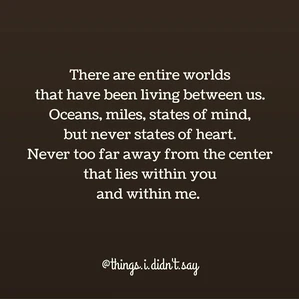 There are entire worlds
that have been living between us.
Oceans, miles, states of mind,
but never states of heart.
Never too far away from the center
that lies within you
and within me.
@things.i.didn't.say